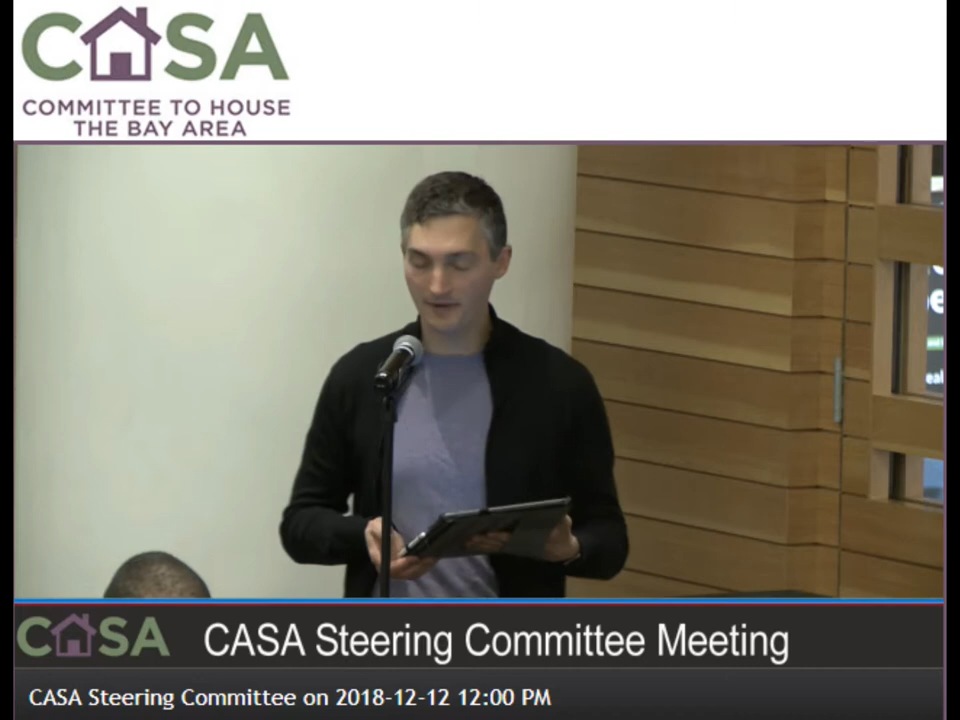 CASA
COMMITTEE TO HOUSE
THE BAY AREA
CASA CASA Steering Committee Meeting
CASA Steering Committee on 2018-12-12 12:00 PM